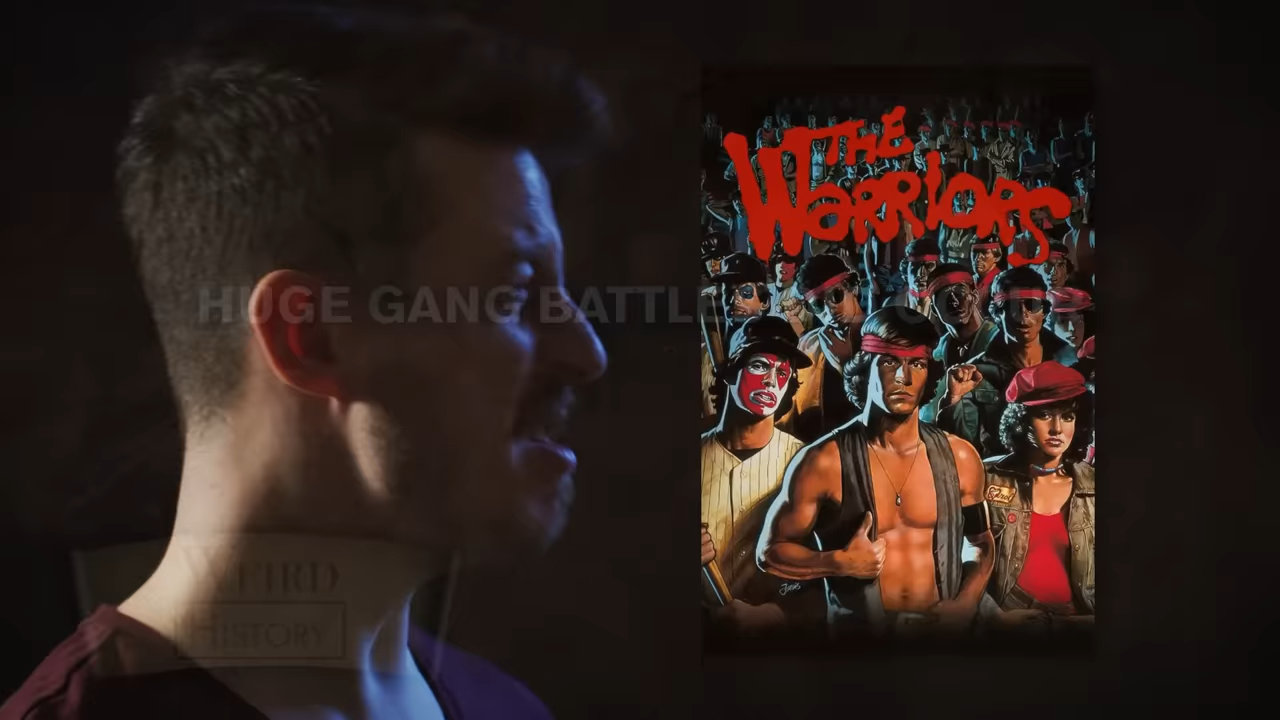 THE
WARRIORS
HUGE GANG BATTLE
WEIRD
HISTORY